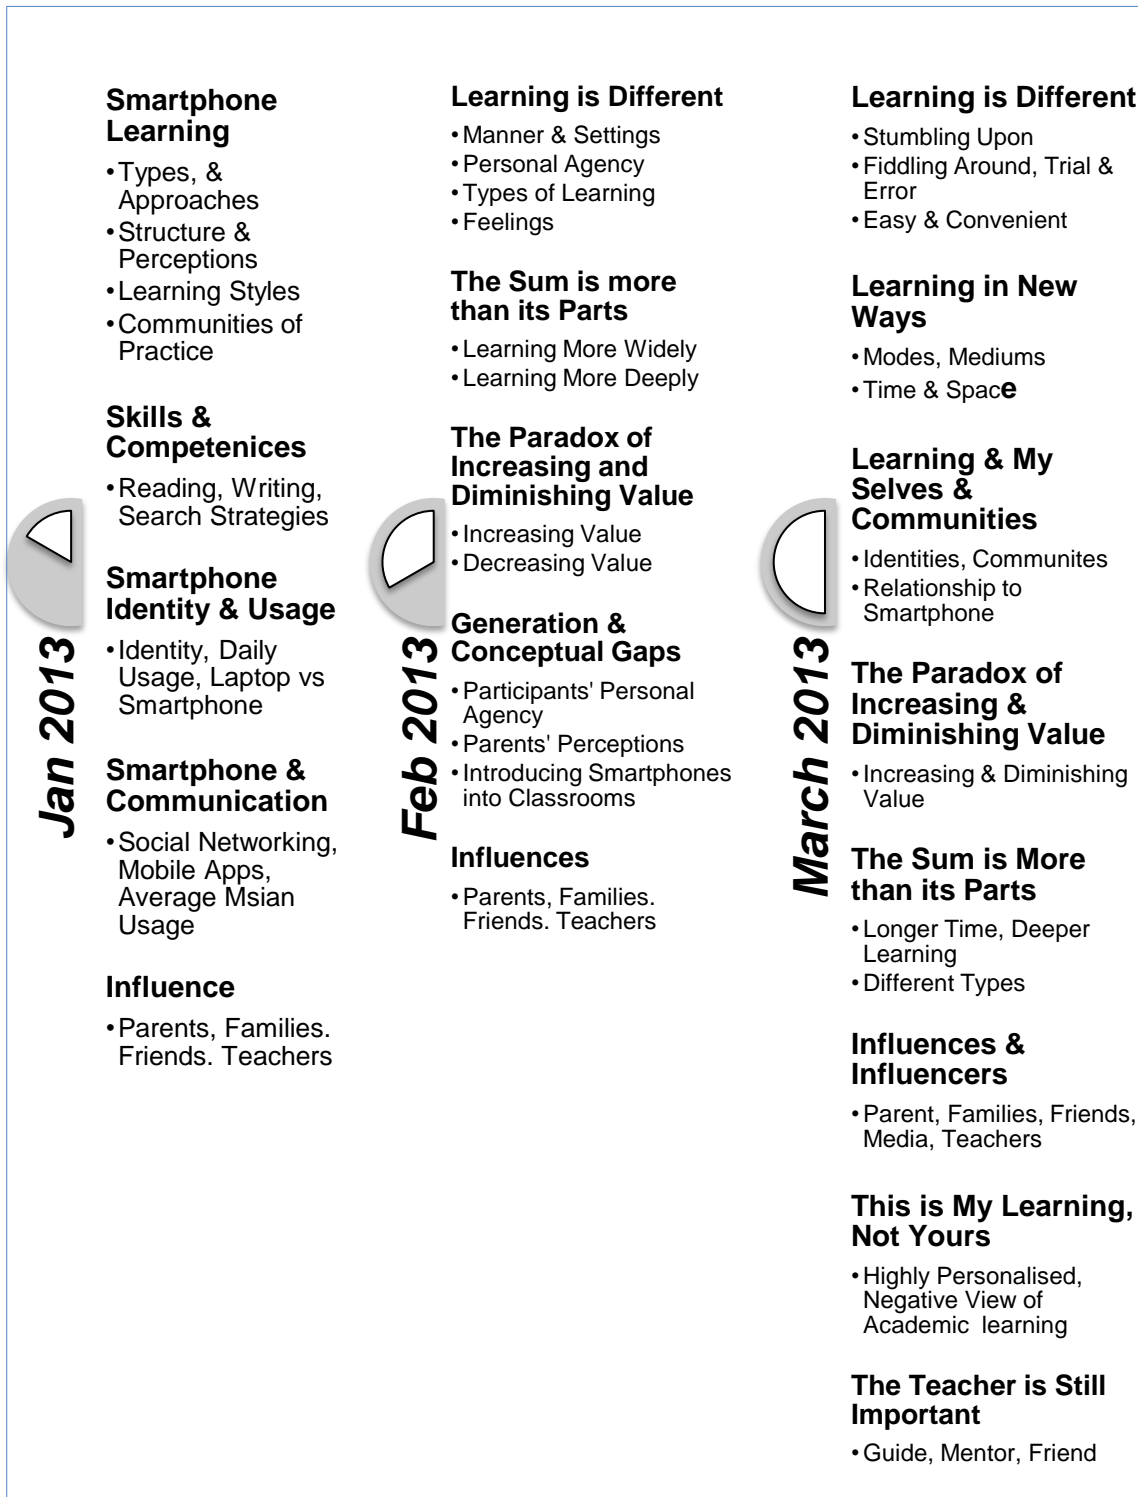 Jan 2013
Smartphone
Learning
•Types, &
Approaches
•Structure &
Perceptions
•Learning Styles
•Communities of
Practice
Skills &
Competenices
•Reading, Writing,
Search Strategies
Smartphone
Identity & Usage
•Identity, Daily
Usage, Laptop vs
Smartphone
Smartphone &
Communication
•Social Networking,
Mobile Apps,
Average Msian
Usage
Influence
•Parents, Families.
Friends. Teachers
Feb 2013
Learning is Different
•Manner & Settings
•Personal Agency
•Types of Learning
•Feelings
The Sum is more
than its Parts
•Learning More Widely
•Learning More Deeply
The Paradox of
Increasing and
Diminishing Value
•Increasing Value
•Decreasing Value
Generation &
Conceptual Gaps
•Participants' Personal
Agency
•Parents' Perceptions
•Introducing Smartphones
into Classrooms
Influences
•Parents, Families.
Friends. Teachers
March 2013
Learning is Different
•Stumbling Upon
•Fiddling Around, Trial &
Error
•Easy & Convenient
Learning in New
Ways
•Modes, Mediums
•Time & Space
Learning & My
Selves &
Communities
•Identities, Communites
•Relationship to
Smartphone
The Paradox of
Increasing &
Diminishing Value
•Increasing & Diminishing
Value
The Sum is More
than its Parts
•Longer Time, Deeper
Learning
•Different Types
Influences &
Influencers
•Parent, Families, Friends,
Media, Teachers
This is My Learning,
Not Yours
•Highly Personalised,
Negative View of
Academic learning
The Teacher is Still
Important
•Guide, Mentor, Friend